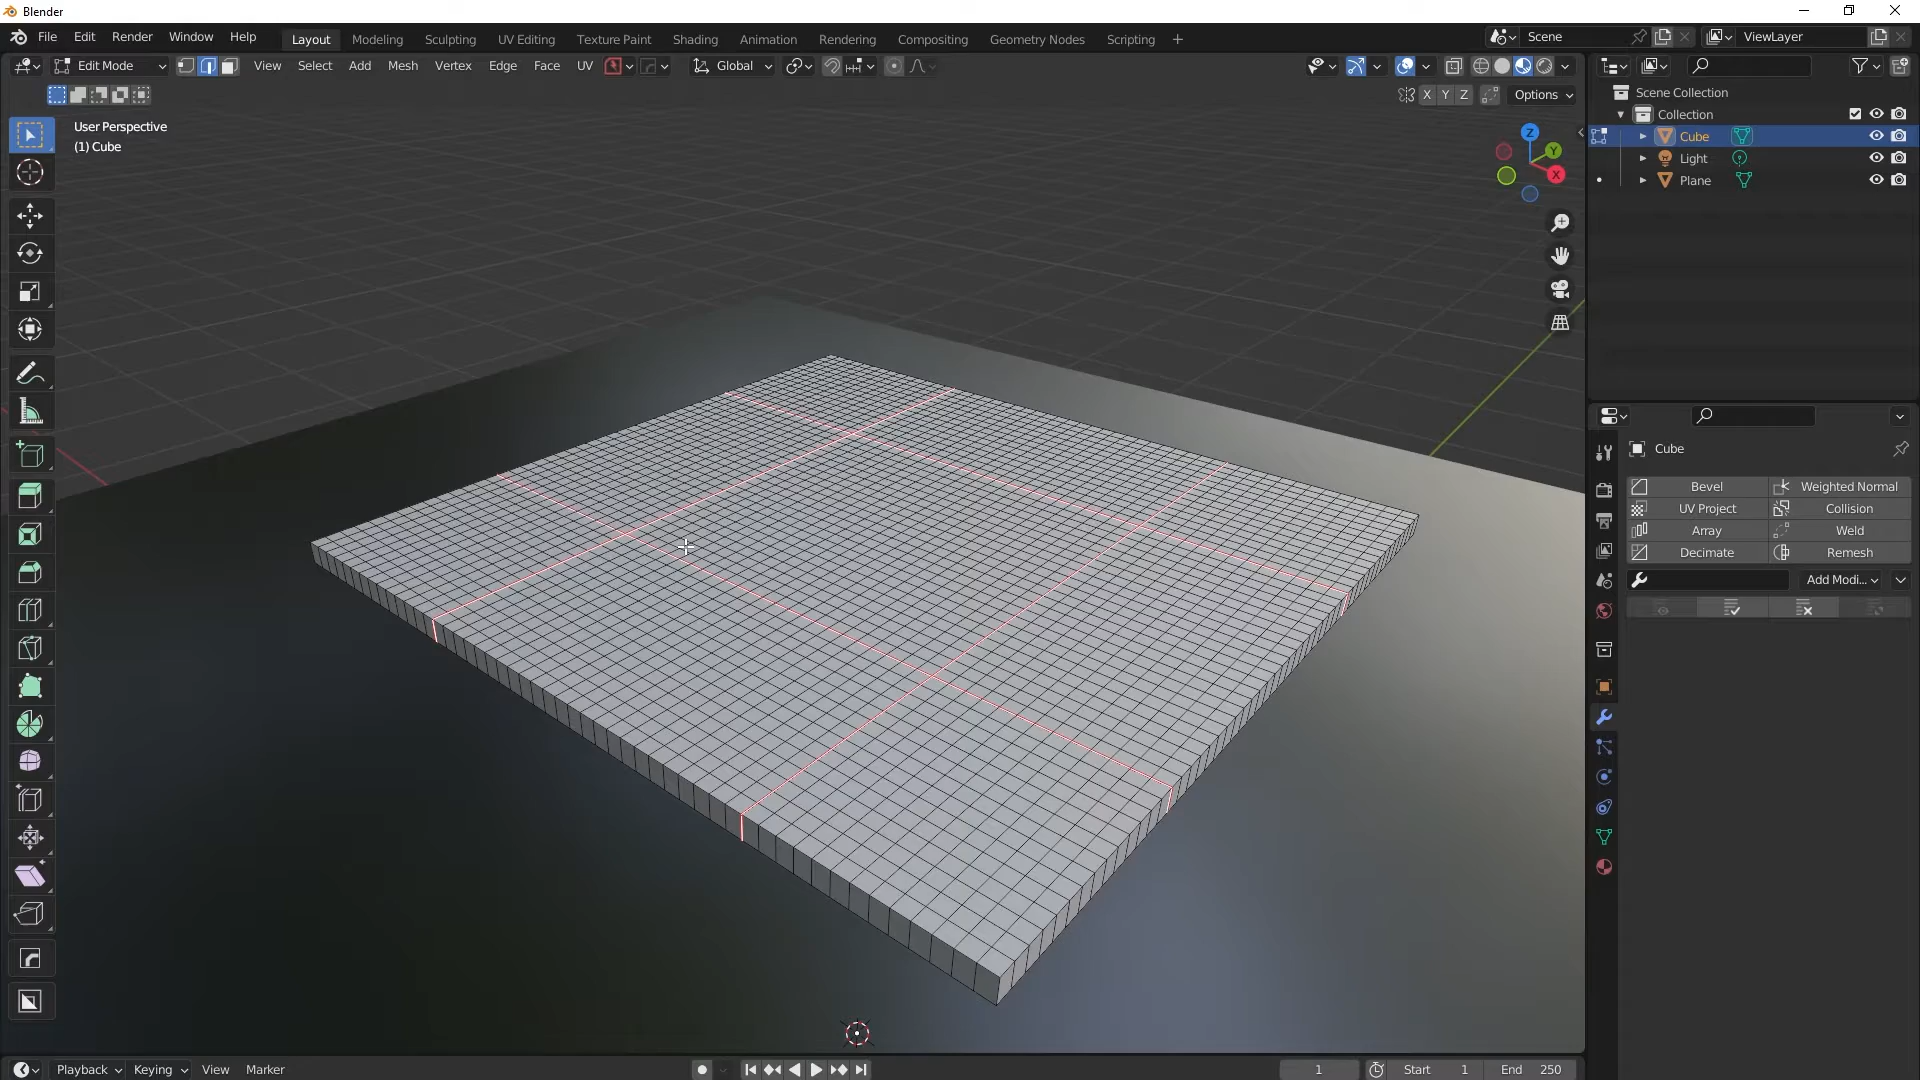 Blender
File Edit Render Window Help
Layout Modeling Sculpting UV Editing Texture Paint Shading Animation Rendering Compositing Geometry Nodes Scripting +
Scene
ViewLayer
Edit Mode View Select Add Mesh Vertex Edge Face UV Global
X Y Z Options
User Perspective
(1) Cube
Z
Y
X
Scene Collection
Collection
Cube
Light
Plane
Cube
Bevel Weighted Normal
UV Project Collision
Array Weld
Decimate Remesh
Add Modi...
Playback Keying View Marker
1 Start 1 End 250